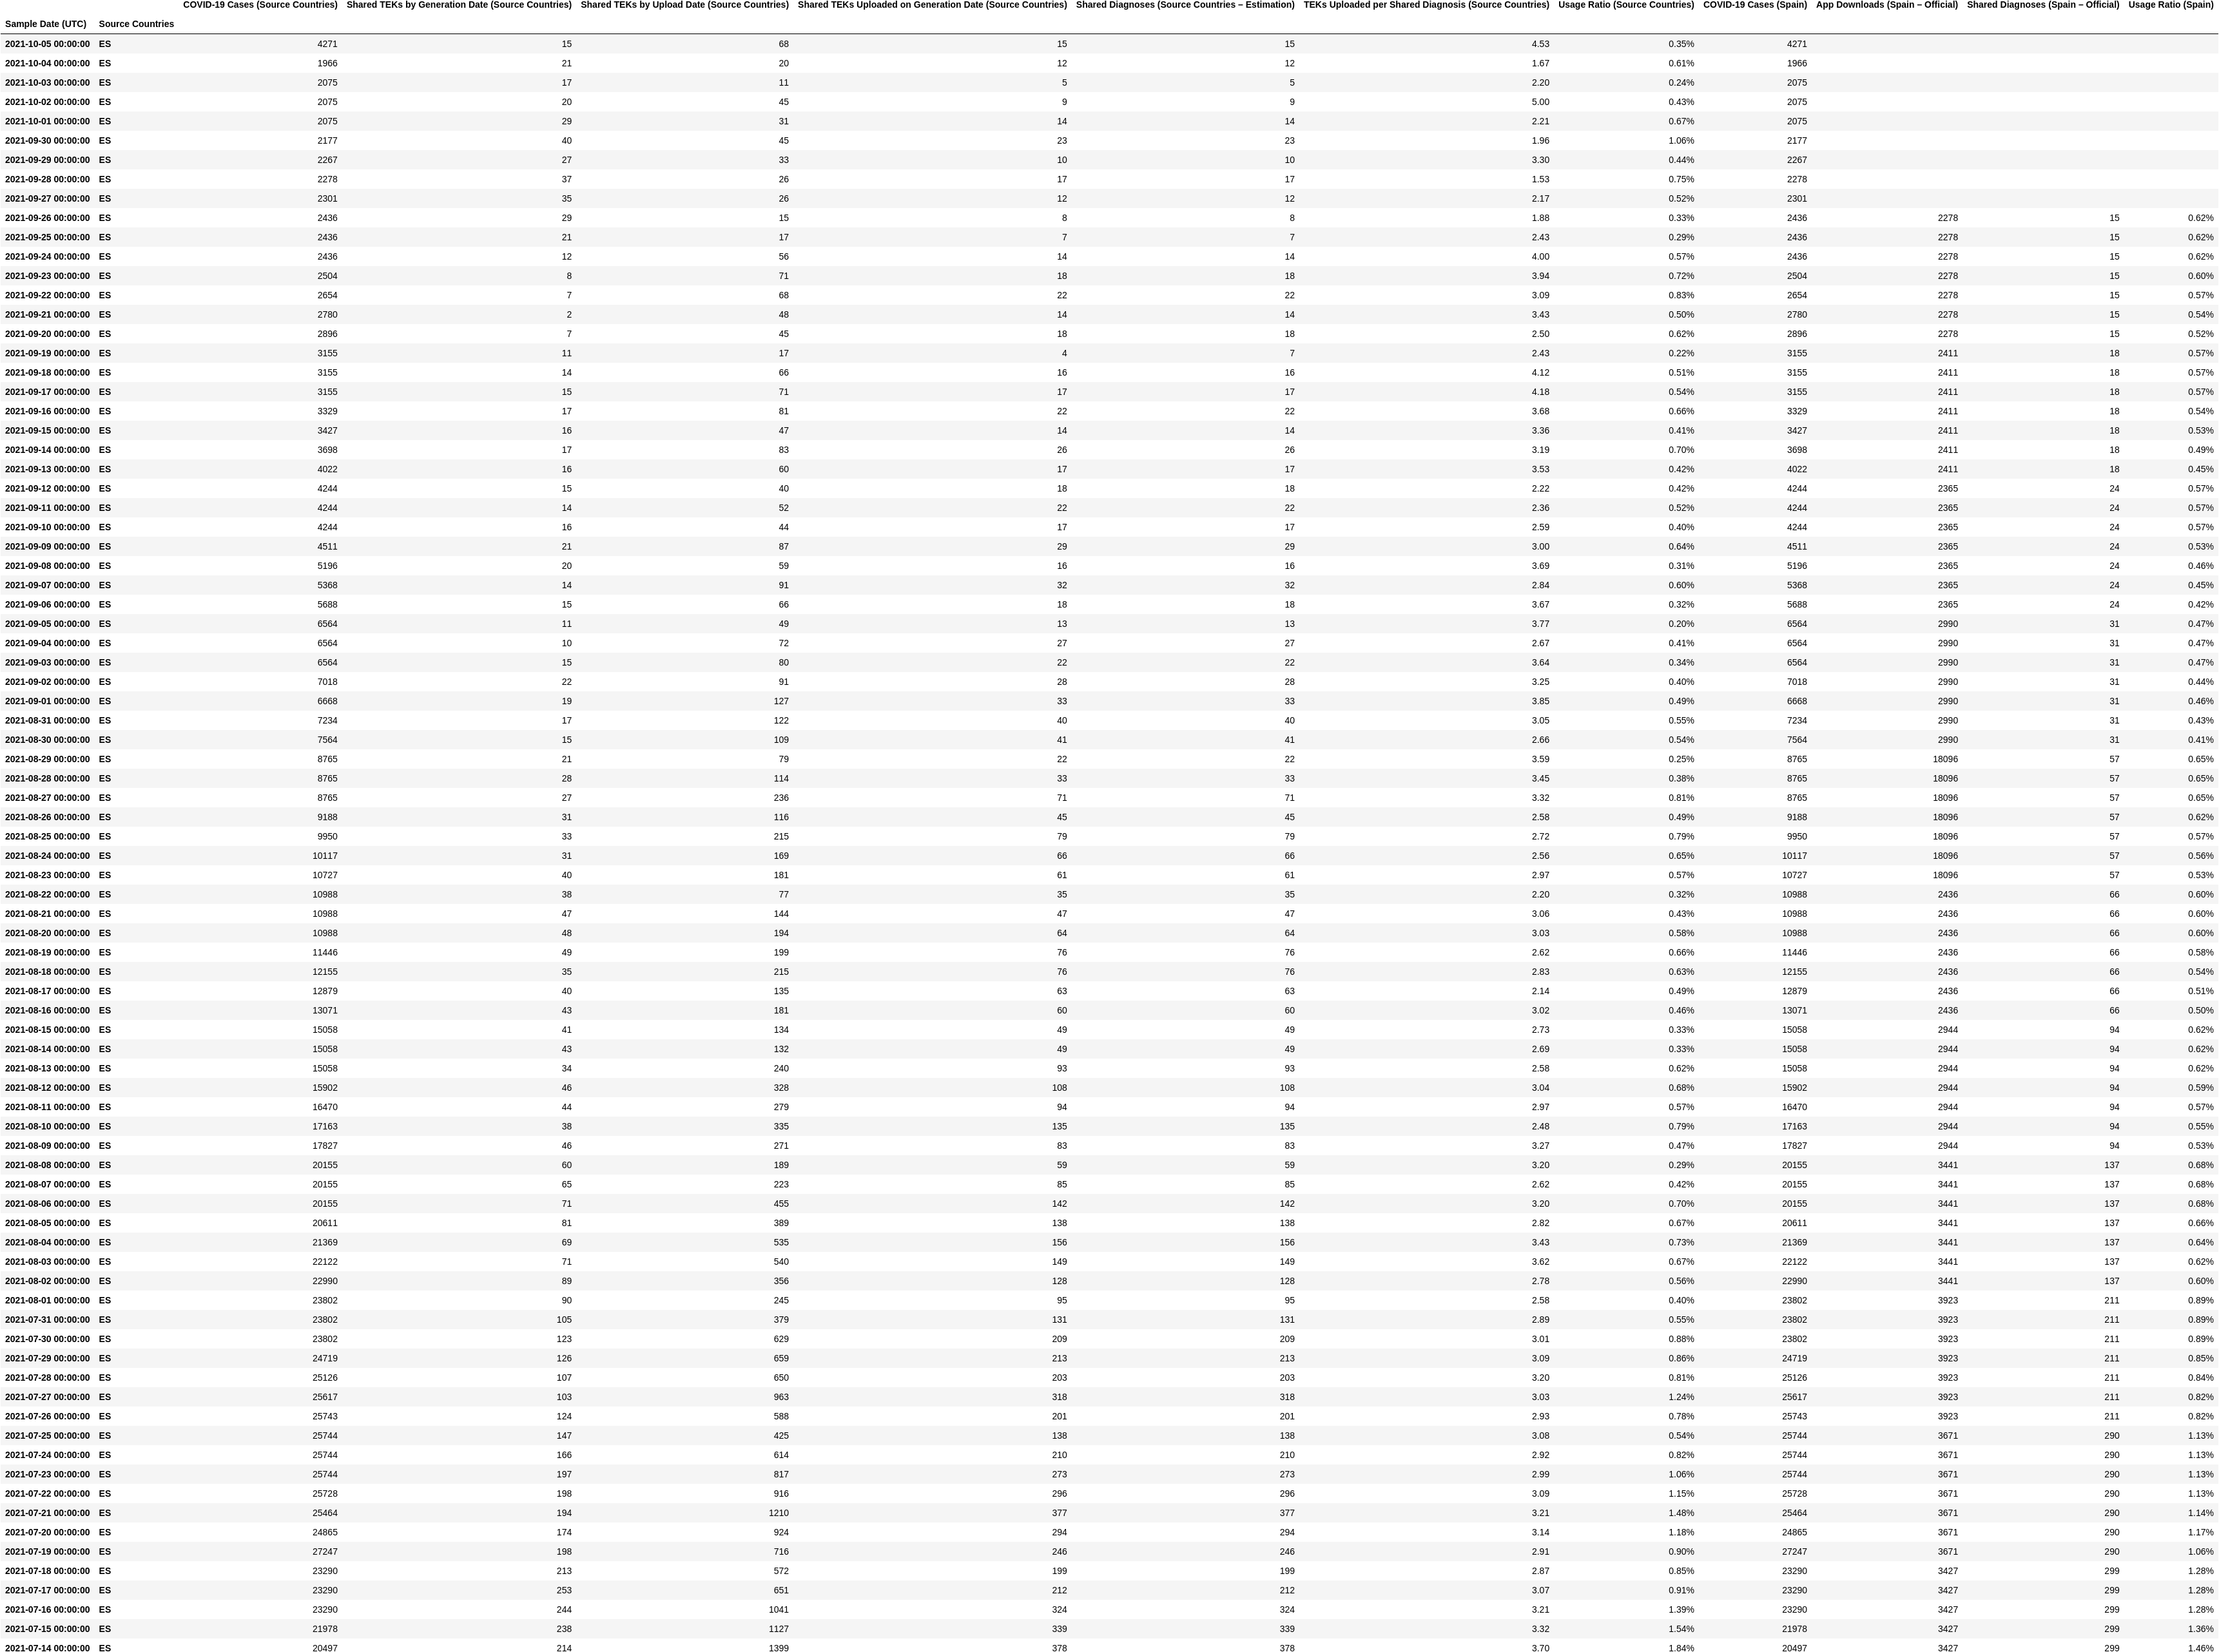 COVID-19 Cases (Source Countries) Shared TEKs by Generation Date (Source Countries) Shared TEKs by Upload Date (Source Countries) Shared TEKs Uploaded on Generation Date (Source Countries) Shared Diagnoses (Source Countries – Estimation) TEKs Uploaded per Shared Diagnosis (Source Countries) Usage Ratio (Source Countries) COVID-19 Cases (Spain) App Downloads (Spain – Official) Shared Diagnoses (Spain – Official) Usage Ratio (Spain)
Sample Date (UTC) Source Countries
2021-10-05 00:00:00 ES 4271 15 68 15 15 4.53 0.35% 4271
2021-10-04 00:00:00 ES 1966 21 20 12 12 1.67 0.61% 1966
2021-10-03 00:00:00 ES 2075 17 11 5 5 2.20 0.24% 2075
2021-10-02 00:00:00 ES 2075 20 45 9 9 5.00 0.43% 2075
2021-10-01 00:00:00 ES 2075 29 31 14 14 2.21 0.67% 2075
2021-09-30 00:00:00 ES 2177 40 45 23 23 1.96 1.06% 2177
2021-09-29 00:00:00 ES 2267 27 33 10 10 3.30 0.44% 2267
2021-09-28 00:00:00 ES 2278 37 26 17 17 1.53 0.75% 2278
2021-09-27 00:00:00 ES 2301 35 26 12 12 2.17 0.52% 2301
2021-09-26 00:00:00 ES 2436 29 15 8 8 1.88 0.33% 2436 2278 15 0.62%
2021-09-25 00:00:00 ES 2436 21 17 7 7 2.43 0.29% 2436 2278 15 0.62%
2021-09-24 00:00:00 ES 2436 12 56 14 14 4.00 0.57% 2436 2278 15 0.62%
2021-09-23 00:00:00 ES 2504 8 71 18 18 3.94 0.72% 2504 2278 15 0.60%
2021-09-22 00:00:00 ES 2654 7 68 22 22 3.09 0.83% 2654 2278 15 0.57%
2021-09-21 00:00:00 ES 2780 2 48 14 14 3.43 0.50% 2780 2278 15 0.54%
2021-09-20 00:00:00 ES 2896 7 45 18 18 2.50 0.62% 2896 2278 15 0.52%
2021-09-19 00:00:00 ES 3155 11 17 4 7 2.43 0.22% 3155 2411 18 0.57%
2021-09-18 00:00:00 ES 3155 14 66 16 16 4.12 0.51% 3155 2411 18 0.57%
2021-09-17 00:00:00 ES 3155 15 71 17 17 4.18 0.54% 3155 2411 18 0.57%
2021-09-16 00:00:00 ES 3329 17 81 22 22 3.68 0.66% 3329 2411 18 0.54%
2021-09-15 00:00:00 ES 3427 16 47 14 14 3.36 0.41% 3427 2411 18 0.53%
2021-09-14 00:00:00 ES 3698 17 83 26 26 3.19 0.70% 3698 2411 18 0.49%
2021-09-13 00:00:00 ES 4022 16 60 17 17 3.53 0.42% 4022 2411 18 0.45%
2021-09-12 00:00:00 ES 4244 15 40 18 18 2.22 0.42% 4244 2365 24 0.57%
2021-09-11 00:00:00 ES 4244 14 52 22 22 2.36 0.52% 4244 2365 24 0.57%
2021-09-10 00:00:00 ES 4244 16 44 17 17 2.59 0.40% 4244 2365 24 0.57%
2021-09-09 00:00:00 ES 4511 21 87 29 29 3.00 0.64% 4511 2365 24 0.53%
2021-09-08 00:00:00 ES 5196 20 59 16 16 3.69 0.31% 5196 2365 24 0.46%
2021-09-07 00:00:00 ES 5368 14 91 32 32 2.84 0.60% 5368 2365 24 0.45%
2021-09-06 00:00:00 ES 5688 15 66 18 18 3.67 0.32% 5688 2365 24 0.42%
2021-09-05 00:00:00 ES 6564 11 49 13 13 3.77 0.20% 6564 2990 31 0.47%
2021-09-04 00:00:00 ES 6564 10 72 27 27 2.67 0.41% 6564 2990 31 0.47%
2021-09-03 00:00:00 ES 6564 15 80 22 22 3.64 0.34% 6564 2990 31 0.47%
2021-09-02 00:00:00 ES 7018 22 91 28 28 3.25 0.40% 7018 2990 31 0.44%
2021-09-01 00:00:00 ES 6668 19 127 33 33 3.85 0.49% 6668 2990 31 0.46%
2021-08-31 00:00:00 ES 7234 17 122 40 40 3.05 0.55% 7234 2990 31 0.43%
2021-08-30 00:00:00 ES 7564 15 109 41 41 2.66 0.54% 7564 2990 31 0.41%
2021-08-29 00:00:00 ES 8765 21 79 22 22 3.59 0.25% 8765 18096 57 0.65%
2021-08-28 00:00:00 ES 8765 28 114 33 33 3.45 0.38% 8765 18096 57 0.65%
2021-08-27 00:00:00 ES 8765 27 236 71 71 3.32 0.81% 8765 18096 57 0.65%
2021-08-26 00:00:00 ES 9188 31 116 45 45 2.58 0.49% 9188 18096 57 0.62%
2021-08-25 00:00:00 ES 9950 33 215 79 79 2.72 0.79% 9950 18096 57 0.57%
2021-08-24 00:00:00 ES 10117 31 169 66 66 2.56 0.65% 10117 18096 57 0.56%
2021-08-23 00:00:00 ES 10727 40 181 61 61 2.97 0.57% 10727 18096 57 0.53%
2021-08-22 00:00:00 ES 10988 38 77 35 35 2.20 0.32% 10988 2436 66 0.60%
2021-08-21 00:00:00 ES 10988 47 144 47 47 3.06 0.43% 10988 2436 66 0.60%
2021-08-20 00:00:00 ES 10988 48 194 64 64 3.03 0.58% 10988 2436 66 0.60%
2021-08-19 00:00:00 ES 11446 49 199 76 76 2.62 0.66% 11446 2436 66 0.58%
2021-08-18 00:00:00 ES 12155 35 215 76 76 2.83 0.63% 12155 2436 66 0.54%
2021-08-17 00:00:00 ES 12879 40 135 63 63 2.14 0.49% 12879 2436 66 0.51%
2021-08-16 00:00:00 ES 13071 43 181 60 60 3.02 0.46% 13071 2436 66 0.50%
2021-08-15 00:00:00 ES 15058 41 134 49 49 2.73 0.33% 15058 2944 94 0.62%
2021-08-14 00:00:00 ES 15058 43 132 49 49 2.69 0.33% 15058 2944 94 0.62%
2021-08-13 00:00:00 ES 15058 34 240 93 93 2.58 0.62% 15058 2944 94 0.62%
2021-08-12 00:00:00 ES 15902 46 328 108 108 3.04 0.68% 15902 2944 94 0.59%
2021-08-11 00:00:00 ES 16470 44 279 94 94 2.97 0.57% 16470 2944 94 0.57%
2021-08-10 00:00:00 ES 17163 38 335 135 135 2.48 0.79% 17163 2944 94 0.55%
2021-08-09 00:00:00 ES 17827 46 271 83 83 3.27 0.47% 17827 2944 94 0.53%
2021-08-08 00:00:00 ES 20155 60 189 59 59 3.20 0.29% 20155 3441 137 0.68%
2021-08-07 00:00:00 ES 20155 65 223 85 85 2.62 0.42% 20155 3441 137 0.68%
2021-08-06 00:00:00 ES 20155 71 455 142 142 3.20 0.70% 20155 3441 137 0.68%
2021-08-05 00:00:00 ES 20611 81 389 138 138 2.82 0.67% 20611 3441 137 0.66%
2021-08-04 00:00:00 ES 21369 69 535 156 156 3.43 0.73% 21369 3441 137 0.64%
2021-08-03 00:00:00 ES 22122 71 540 149 149 3.62 0.67% 22122 3441 137 0.62%
2021-08-02 00:00:00 ES 22990 89 356 128 128 2.78 0.56% 22990 3441 137 0.60%
2021-08-01 00:00:00 ES 23802 90 245 95 95 2.58 0.40% 23802 3923 211 0.89%
2021-07-31 00:00:00 ES 23802 105 379 131 131 2.89 0.55% 23802 3923 211 0.89%
2021-07-30 00:00:00 ES 23802 123 629 209 209 3.01 0.88% 23802 3923 211 0.89%
2021-07-29 00:00:00 ES 24719 126 659 213 213 3.09 0.86% 24719 3923 211 0.85%
2021-07-28 00:00:00 ES 25126 107 650 203 203 3.20 0.81% 25126 3923 211 0.84%
2021-07-27 00:00:00 ES 25617 103 963 318 318 3.03 1.24% 25617 3923 211 0.82%
2021-07-26 00:00:00 ES 25743 124 588 201 201 2.93 0.78% 25743 3923 211 0.82%
2021-07-25 00:00:00 ES 25744 147 425 138 138 3.08 0.54% 25744 3671 290 1.13%
2021-07-24 00:00:00 ES 25744 166 614 210 210 2.92 0.82% 25744 3671 290 1.13%
2021-07-23 00:00:00 ES 25744 197 817 273 273 2.99 1.06% 25744 3671 290 1.13%
2021-07-22 00:00:00 ES 25728 198 916 296 296 3.09 1.15% 25728 3671 290 1.13%
2021-07-21 00:00:00 ES 25464 194 1210 377 377 3.21 1.48% 25464 3671 290 1.14%
2021-07-20 00:00:00 ES 24865 174 924 294 294 3.14 1.18% 24865 3671 290 1.17%
2021-07-19 00:00:00 ES 27247 198 716 246 246 2.91 0.90% 27247 3671 290 1.06%
2021-07-18 00:00:00 ES 23290 213 572 199 199 2.87 0.85% 23290 3427 299 1.28%
2021-07-17 00:00:00 ES 23290 253 651 212 212 3.07 0.91% 23290 3427 299 1.28%
2021-07-16 00:00:00 ES 23290 244 1041 324 324 3.21 1.39% 23290 3427 299 1.28%
2021-07-15 00:00:00 ES 21978 238 1127 339 339 3.32 1.54% 21978 3427 299 1.36%
2021-07-14 00:00:00 ES 20497 214 1399 378 378 3.70 1.84% 20497 3427 299 1.46%